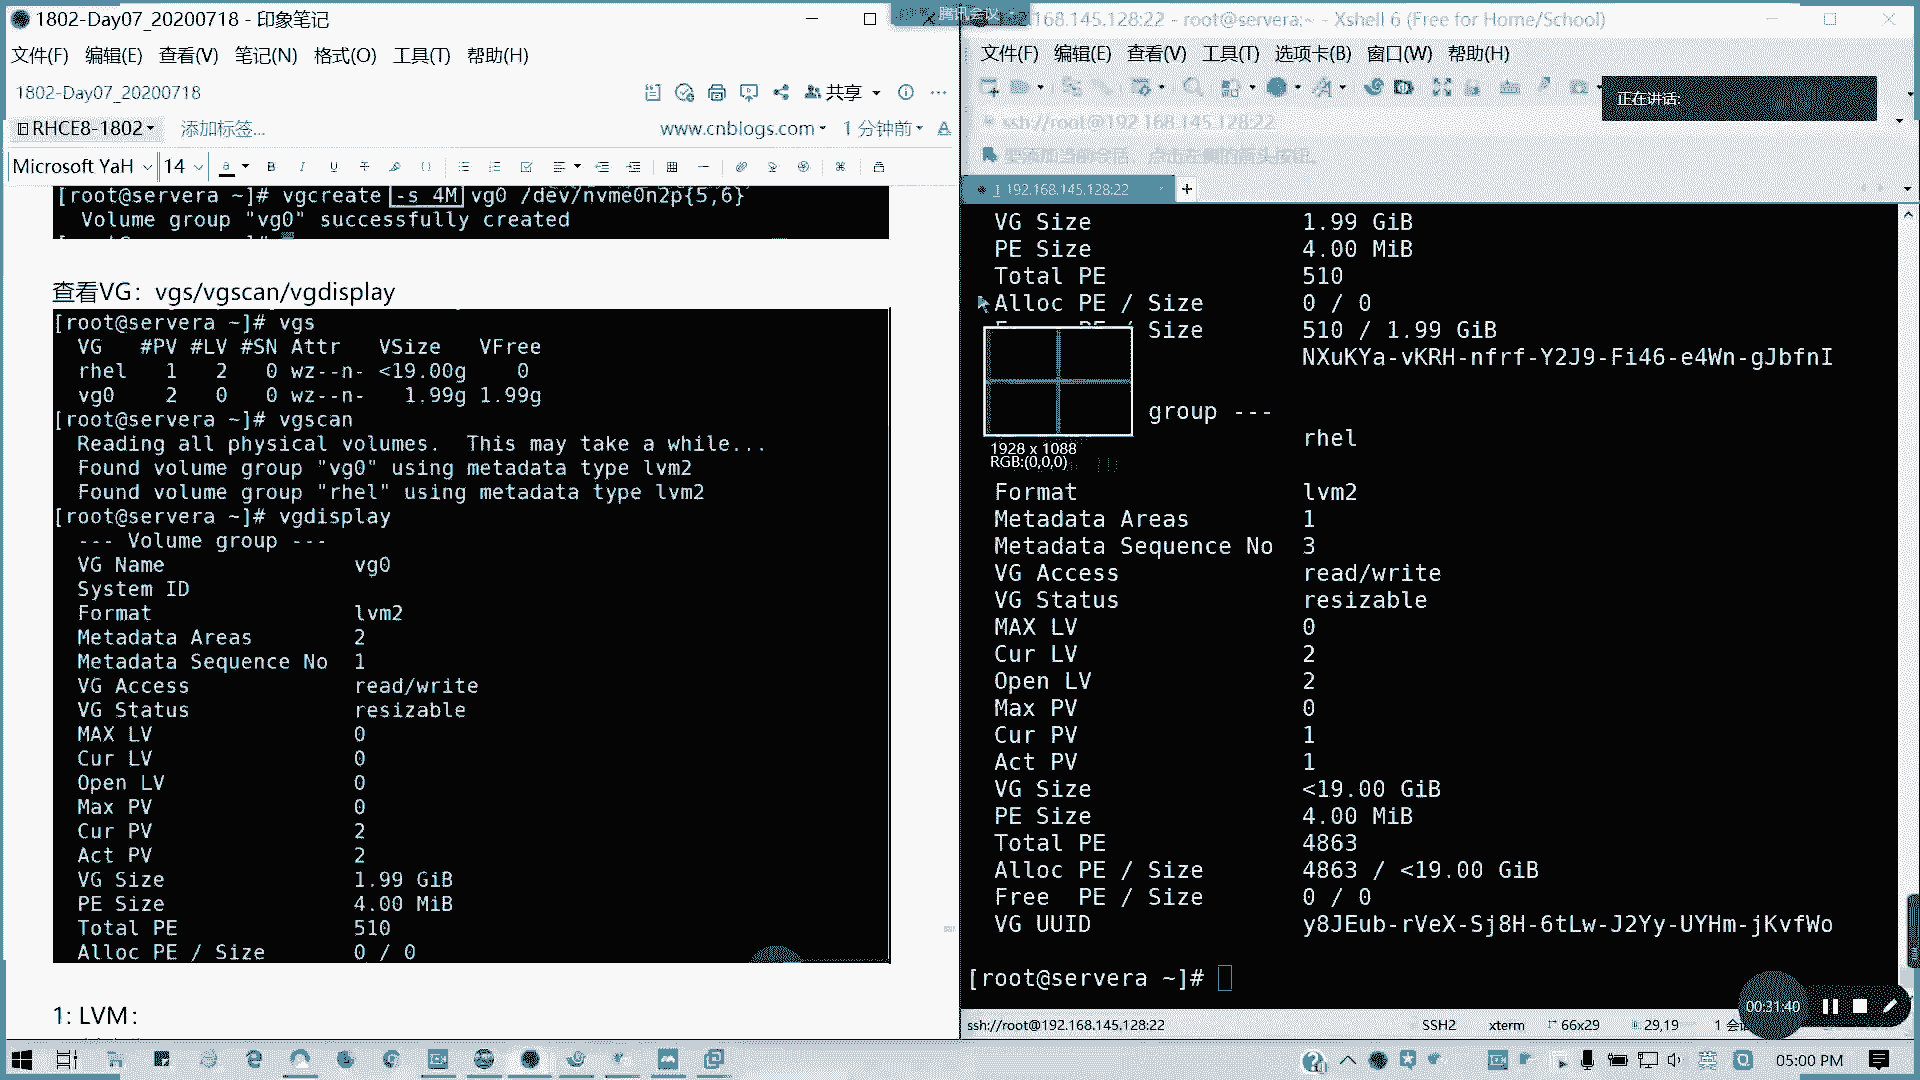 1802-Day07_20200718 - 印象笔记
文件(F) 编辑(E) 查看(V) 笔记(N) 格式(O) 工具(T) 帮助(H)
1802-Day07_20200718
共享
RHCE8-1802
添加标签...
www.cnblogs.com
1 分钟前
Microsoft YaH 14
[root@servera ~]# vgcreate -s 4M vg0 /dev/nvme0n2p{5,6}
Volume group "vg0" successfully created
查看VG：vgs/vgscan/vgdisplay
[root@servera ~]# vgs
VG #PV #LV #SN Attr VSize VFree
rhel 1 2 0 wz--n- <19.00g 0
vg0 2 0 0 wz--n- 1.99g 1.99g
[root@servera ~]# vgscan
Reading all physical volumes. This may take a while...
Found volume group "vg0" using metadata type lvm2
Found volume group "rhel" using metadata type lvm2
[root@servera ~]# vgdisplay
--- Volume group ---
VG Name vg0
System ID
Format lvm2
Metadata Areas 2
Metadata Sequence No 1
VG Access read/write
VG Status resizable
MAX LV 0
Cur LV 0
Open LV 0
Max PV 0
Cur PV 2
Act PV 2
VG Size 1.99 GiB
PE Size 4.00 MiB
Total PE 510
Alloc PE / Size 0 / 0
1: LVM：
腾讯会议
168.145.128:22 - root@servera:~ - Xshell 6 (Free for Home/School)
文件(F) 编辑(E) 查看(V) 工具(T) 选项卡(B) 窗口(W) 帮助(H)
正在讲话:
ssh://root@192.168.145.128:22
要添加当前会话，点击左侧的箭头按钮。
1 192.168.145.128:22
VG Size 1.99 GiB
PE Size 4.00 MiB
Total PE 510
Alloc PE / Size 0 / 0
Size 510 / 1.99 GiB
NXuKYa-vKRH-nfrf-Y2J9-Fi46-e4Wn-gJbfnI
group ---
rhel
1928 x 1088
RGB:(0,0,0)
Format lvm2
Metadata Areas 1
Metadata Sequence No 3
VG Access read/write
VG Status resizable
MAX LV 0
Cur LV 2
Open LV 2
Max PV 0
Cur PV 1
Act PV 1
VG Size <19.00 GiB
PE Size 4.00 MiB
Total PE 4863
Alloc PE / Size 4863 / <19.00 GiB
Free PE / Size 0 / 0
VG UUID y8JEub-rVeX-Sj8H-6tLw-J2Yy-UYHm-jKvfWo
[root@servera ~]#
00:31:40
ssh://root@192.168.145.128:22 SSH2 xterm 66x29 29,19 1 会
英
05:00 PM